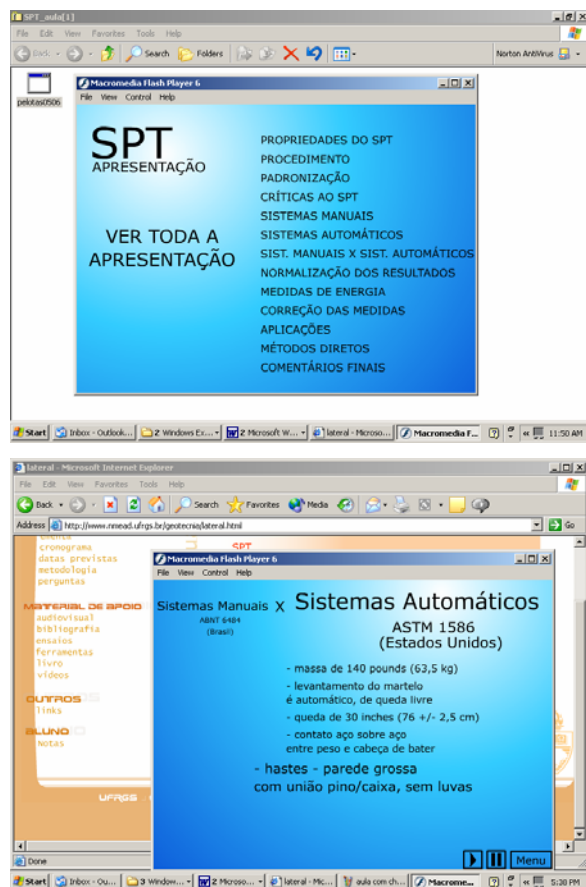 SPT_aula[1]
File Edit View Favorites Tools Help
Back Search Folders Norton AntiVirus
pelotas0506
Macromedia Flash Player 6
File View Control Help
SPT
APRESENTAÇÃO
VER TODA A
APRESENTAÇÃO
PROPRIEDADES DO SPT
PROCEDIMENTO
PADRONIZAÇÃO
CRÍTICAS AO SPT
SISTEMAS MANUAIS
SISTEMAS AUTOMÁTICOS
SIST. MANUAIS X SIST. AUTOMÁTICOS
NORMALIZAÇÃO DOS RESULTADOS
MEDIDAS DE ENERGIA
CORREÇÃO DAS MEDIDAS
APLICAÇÕES
MÉTODOS DIRETOS
COMENTÁRIOS FINAIS
Start Inbox - Outlook... 2 Windows Ex... 2 Microsoft W... lateral - Microso... Macromedia F... 11:50 AM
lateral - Microsoft Internet Explorer
File Edit View Favorites Tools Help
Back Search Favorites Media
Address http://www.nmead.ufrgs.br/geotecnia/lateral.html Go
cronograma
datas previstas
metodologia
perguntas
MATERIAL DE APOIO
audiovisual
bibliografia
ensaios
ferramentas
livro
videos
OUTROS
links
ALUNO
Notas
UFRGS
SPT
Macromedia Flash Player 6
File View Control Help
Sistemas Manuais X Sistemas Automáticos
ABNT 6484
(Brasil)
ASTM 1586
(Estados Unidos)
- massa de 140 pounds (63,5 kg)
- levantamento do martelo
é automático, de queda livre
- queda de 30 inches (76 +/- 2,5 cm)
- contato aço sobre aço
entre peso e cabeça de bater
- hastes - parede grossa
com união pino/caixa, sem luvas
Menu
Done
Start Inbox - Ou... 3 Window... 2 Microso... lateral - Mic... aula com ch... Macrome... 5:38 PM